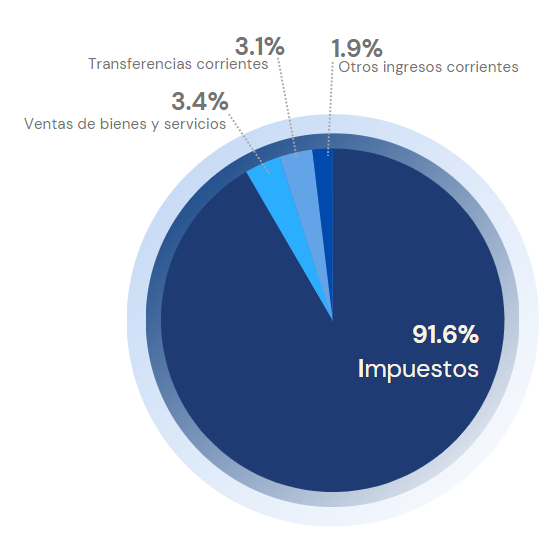 3.1%
Transferencias corrientes
1.9%
Otros ingresos corrientes
3.4%
Ventas de bienes y servicios
91.6%
Impuestos